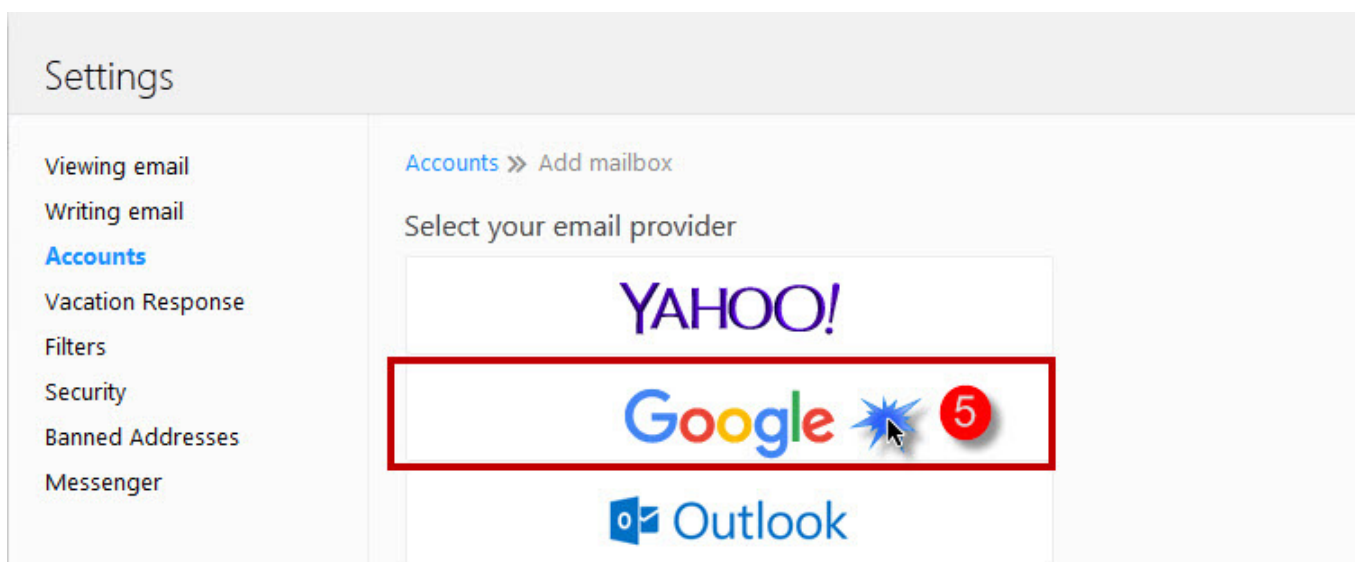 Settings
Viewing email
Writing email
Accounts
Vacation Response
Filters
Security
Banned Addresses
Messenger
Accounts » Add mailbox
Select your email provider
YAHOO!
Google 5
Outlook